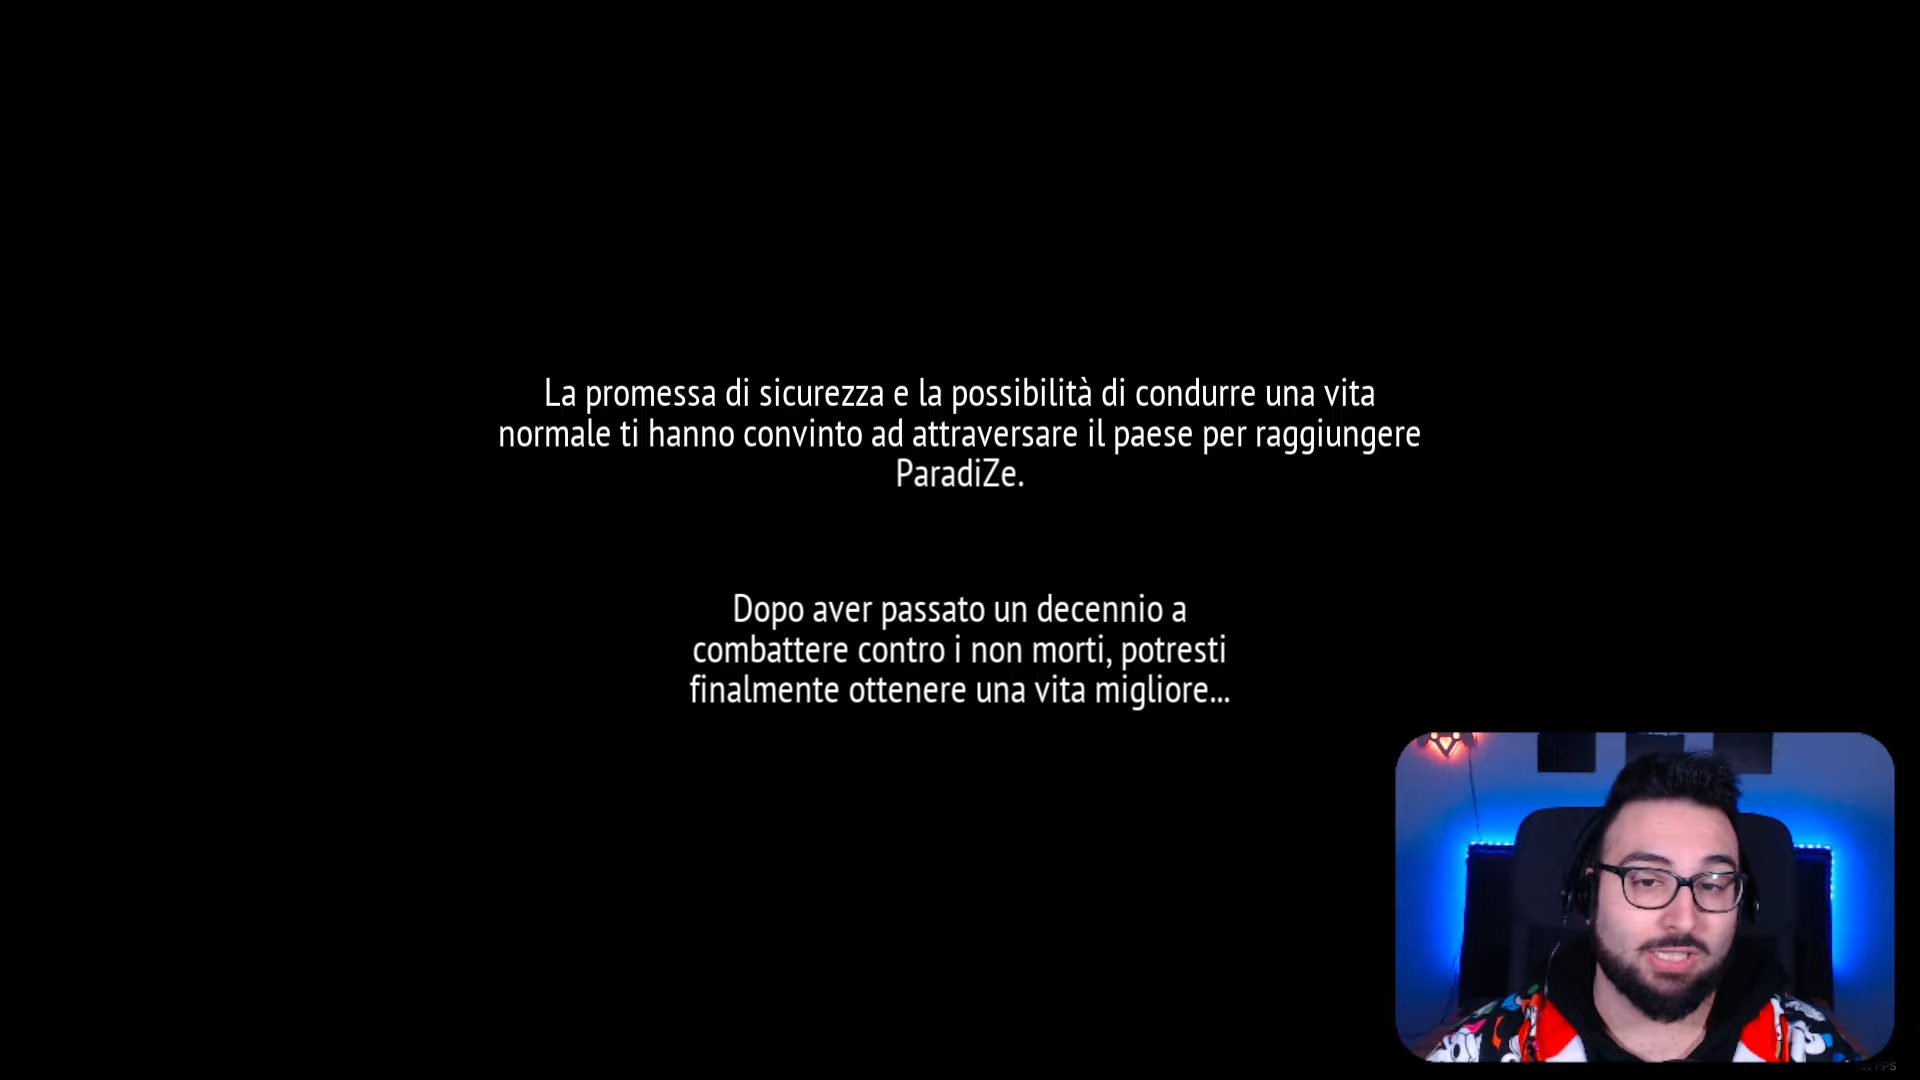 La promessa di sicurezza e la possibilità di condurre una vita
normale ti hanno convinto ad attraversare il paese per raggiungere
ParadiZe.
Dopo aver passato un decennio a
combattere contro i non morti, potresti
finalmente ottenere una vita migliore...
FPS